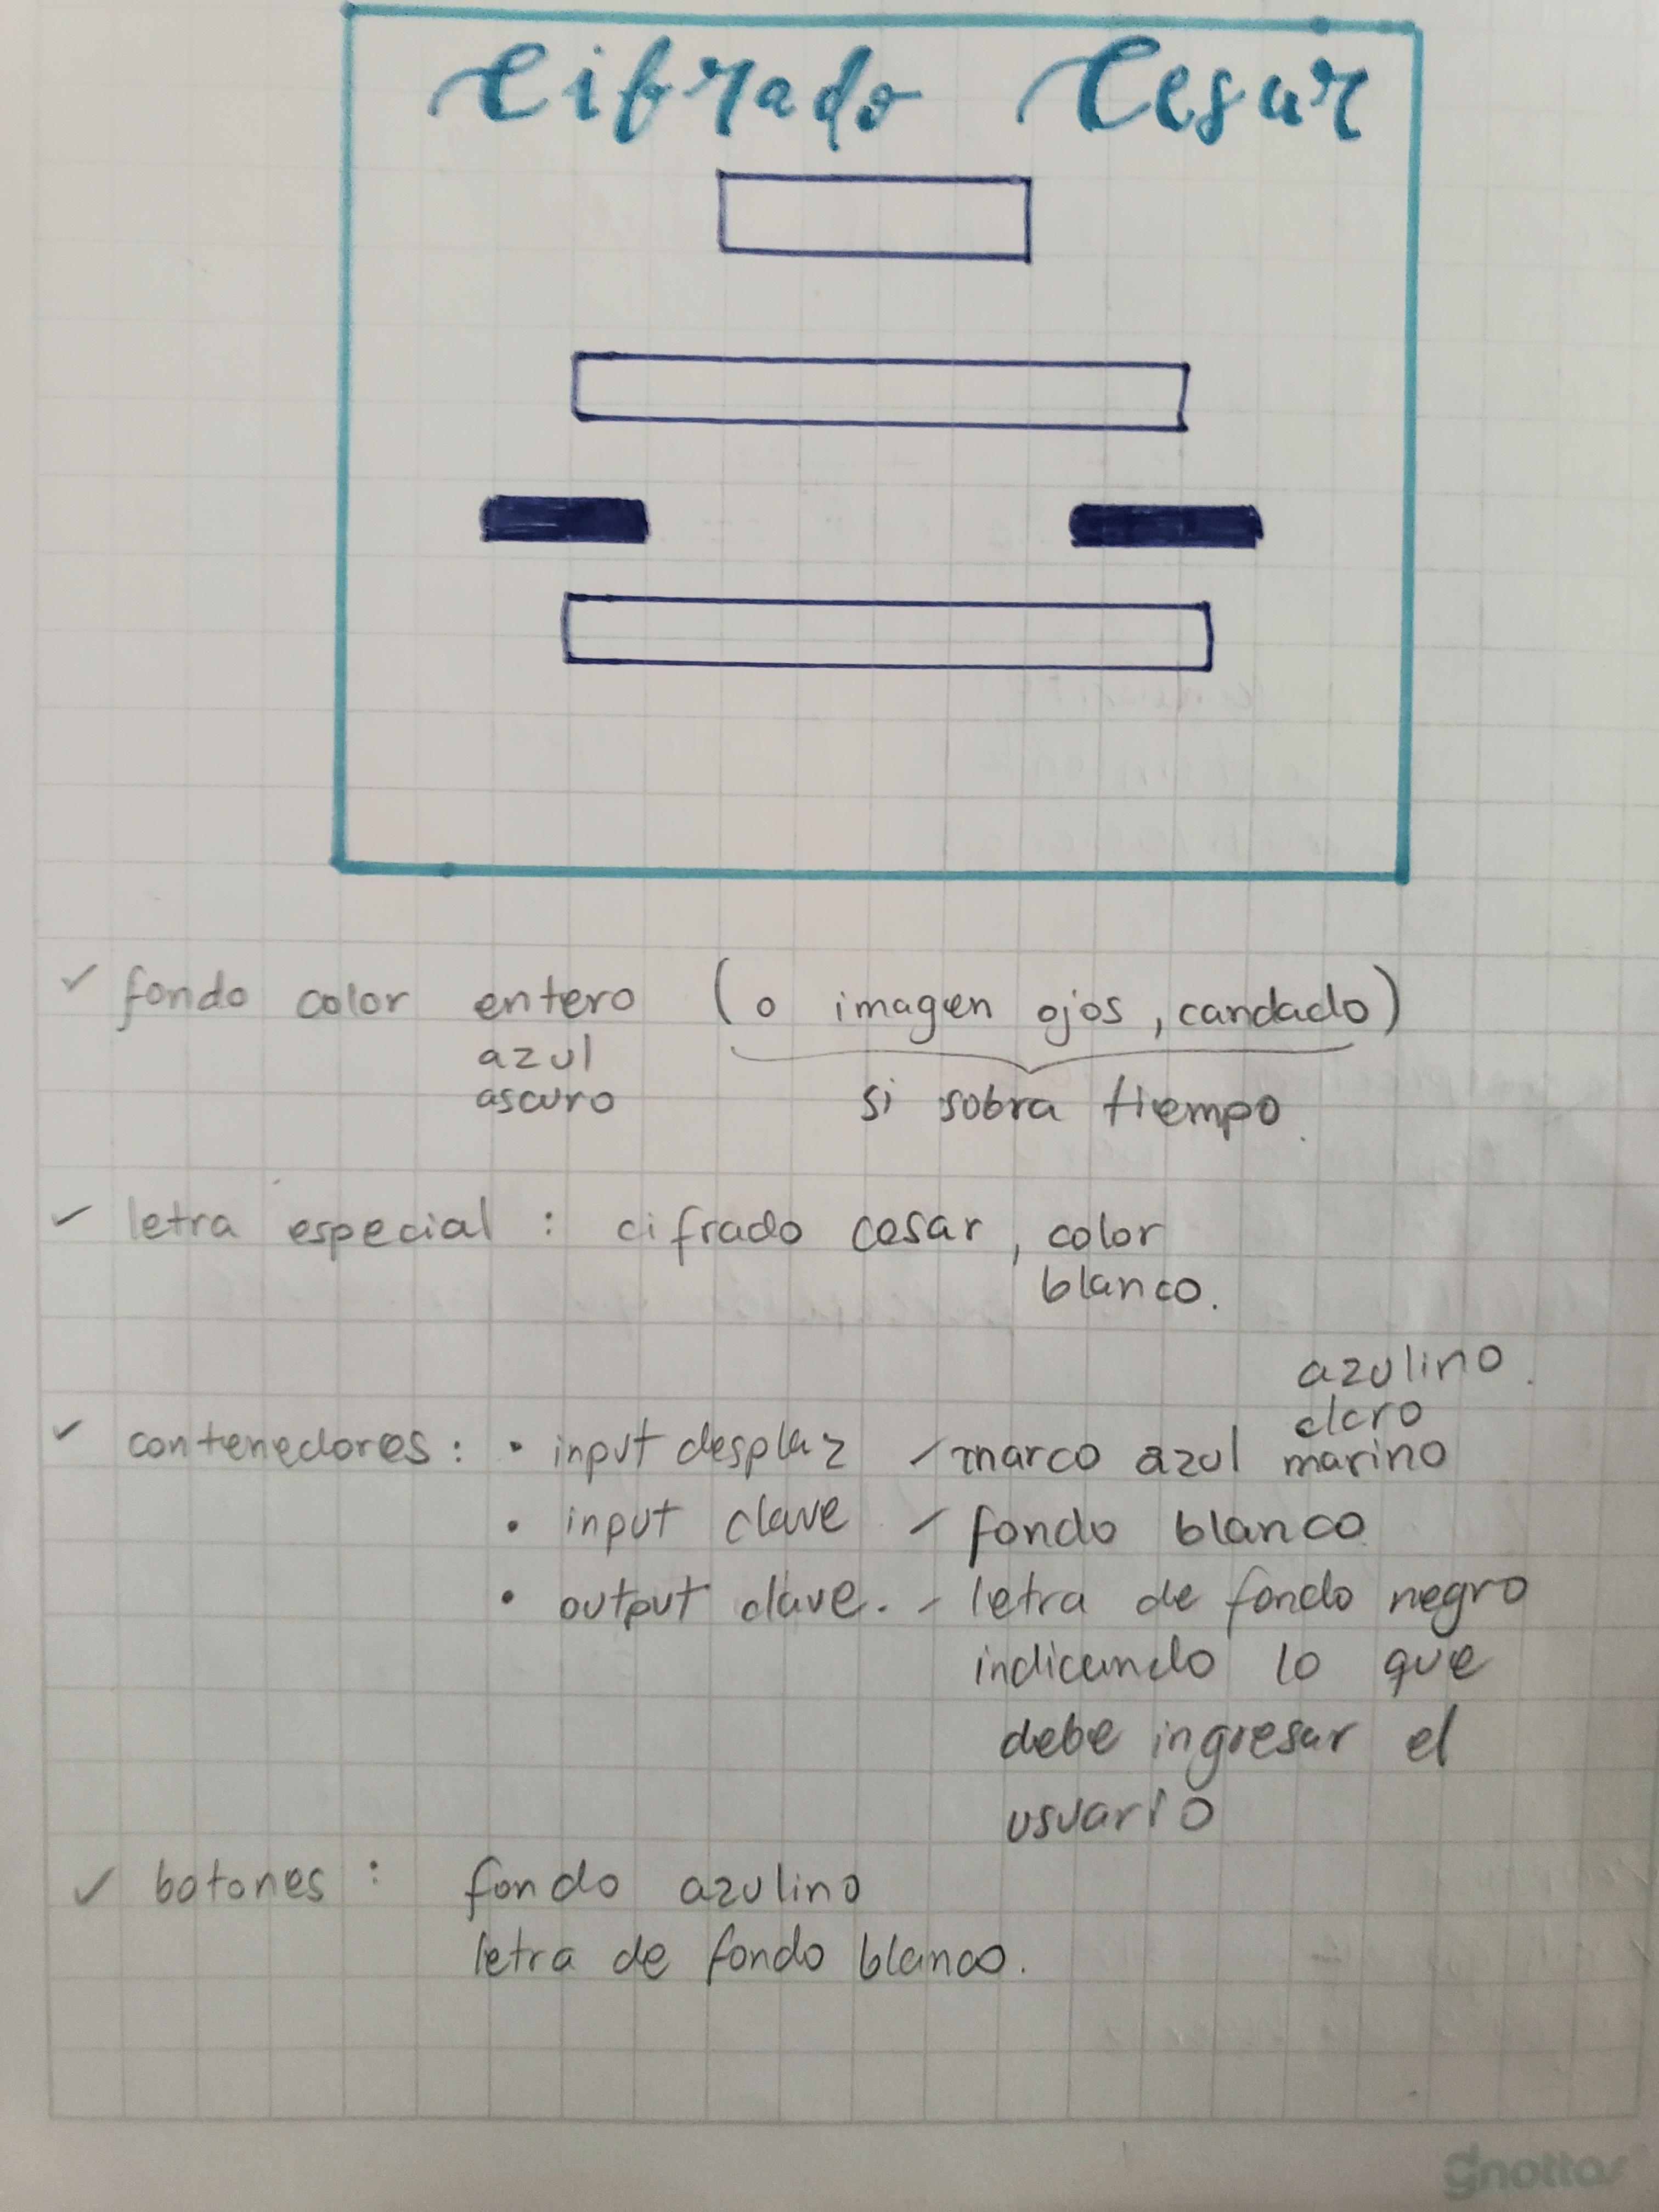 Cifrado Cesar
✓ fondo color entero (o imagen ojos, candado)
azul
oscuro
si sobra tiempo.
✓ letra especial : cifrado cesar, color
blanco.
azulino.
claro
✓ contenedores : • input desplaz / marco azul marino
• input clave / fondo blanco
• output clave. - letra de fondo negro
indicando lo que
debe ingresar el
usuario
✓ botones : fondo azulino
letra de fondo blanco.
gnotta